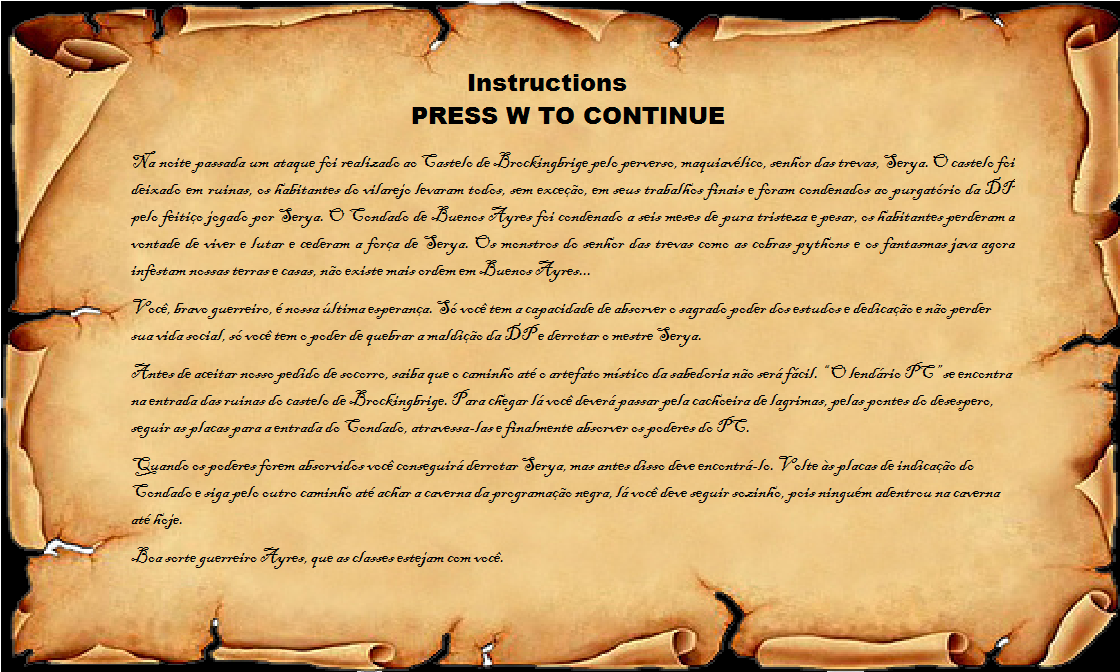 Instructions
PRESS W TO CONTINUE
Na noite passada um ataque foi realizado ao Castelo de Brockingbrige pelo perverso, maquiavélico, senhor das trevas, Serya. O castelo foi
deixado em ruinas, os habitantes do vilarejo levaram todos, sem exceção, em seus trabalhos finais e foram condenados ao purgatório da DP
pelo feitiço jogado por Serya. O Condado de Buenos Ayres foi condenado a seis meses de pura tristeza e pesar, os habitantes perderam a
vontade de viver e lutar e cederam a força de Serya. Os monstros do senhor das trevas como as cobras pythons e os fantasmas java agora
infestam nossas terras e casas, não existe mais ordem em Buenos Ayres...
Você, bravo guerreiro, é nossa última esperança. Só você tem a capacidade de absorver o sagrado poder dos estudos e dedicação e não perder
sua vida social, só você tem o poder de quebrar a maldição da DP e derrotar o mestre Serya.
Antes de aceitar nosso pedido de socorro, saiba que o caminho até o artefato místico da sabedoria não será fácil. "O lendário PC" se encontra
na entrada das ruinas do castelo de Brockingbrige. Para chegar lá você deverá passar pela cachoeira de lagrimas, pelas pontes do desespero,
seguir as placas para a entrada do Condado, atravessa-las e finalmente absorver os poderes do PC.
Quando os poderes forem absorvidos você conseguirá derrotar Serya, mas antes disso deve encontrá-lo. Volte às placas de indicação do
Condado e siga pelo outro caminho até achar a caverna da programação negra, lá você deve seguir sozinho, pois ninguém adentrou na caverna
até hoje.
Boa sorte guerreiro Ayres, que as classes estejam com você.